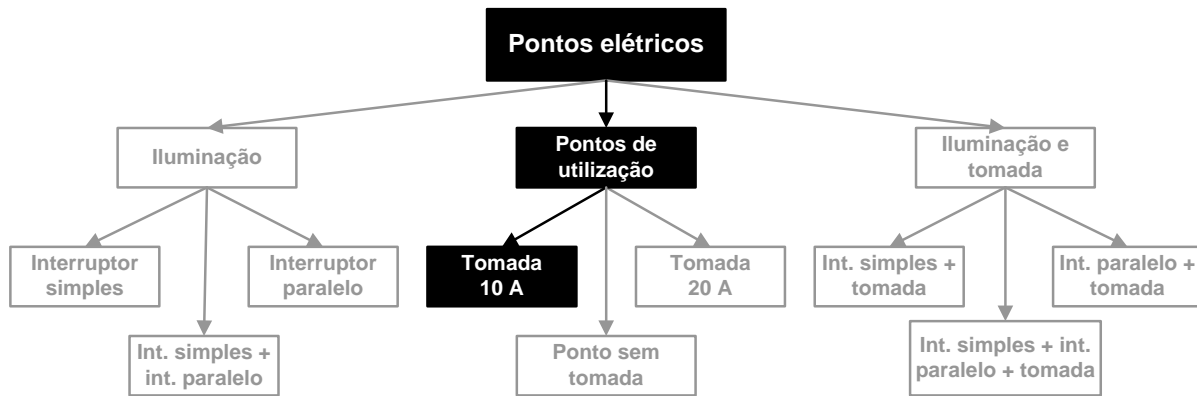 Pontos elétricos
Iluminação
Pontos de
utilização
Iluminação e
tomada
Interruptor
simples
Interruptor
paralelo
Tomada
10 A
Tomada
20 A
Int. simples +
tomada
Int. paralelo +
tomada
Int. simples +
int. paralelo
Ponto sem
tomada
Int. simples + int.
paralelo + tomada